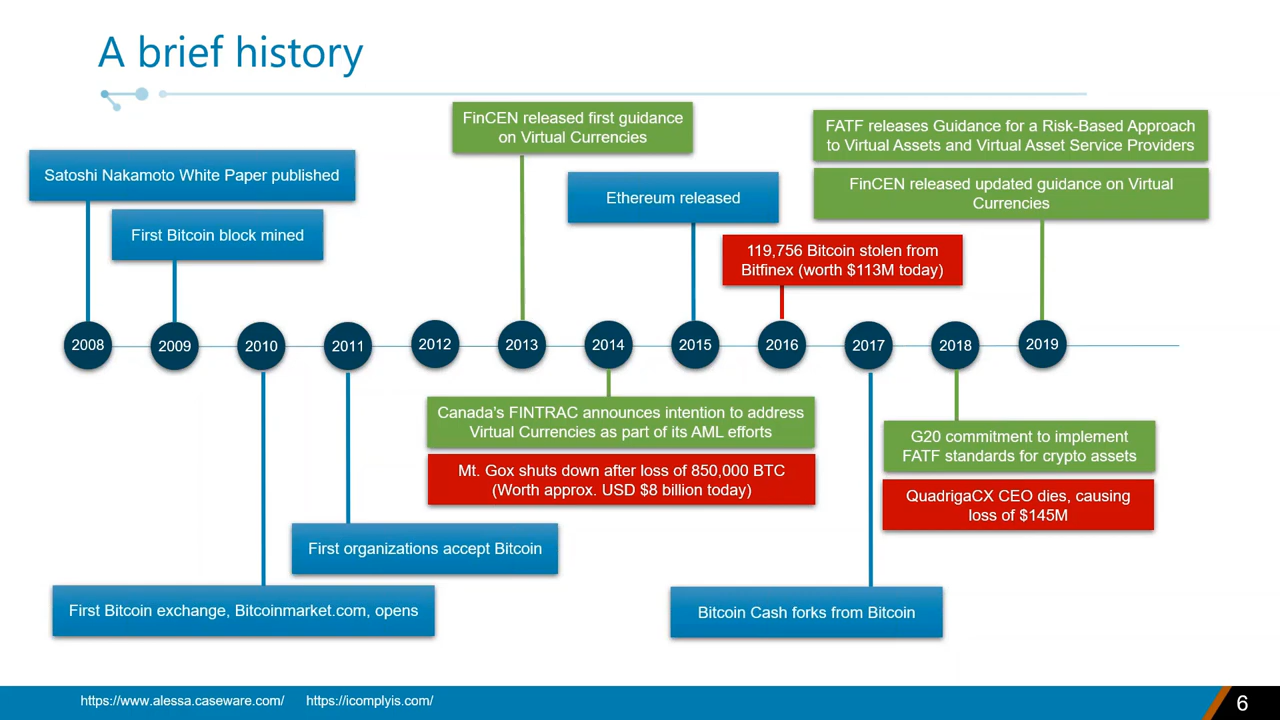 A brief history
FinCEN released first guidance
on Virtual Currencies
FATF releases Guidance for a Risk-Based Approach
to Virtual Assets and Virtual Asset Service Providers
Satoshi Nakamoto White Paper published
FinCEN released updated guidance on Virtual
Currencies
Ethereum released
First Bitcoin block mined
119,756 Bitcoin stolen from
Bitfinex (worth $113M today)
2008 2009 2010 2011 2012 2013 2014 2015 2016 2017 2018 2019
Canada's FINTRAC announces intention to address
Virtual Currencies as part of its AML efforts
G20 commitment to implement
FATF standards for crypto assets
Mt. Gox shuts down after loss of 850,000 BTC
(Worth approx. USD $8 billion today)
QuadrigaCX CEO dies, causing
loss of $145M
First organizations accept Bitcoin
First Bitcoin exchange, Bitcoinmarket.com, opens
Bitcoin Cash forks from Bitcoin
https://www.alessa.caseware.com/ https://icomplyis.com/
6